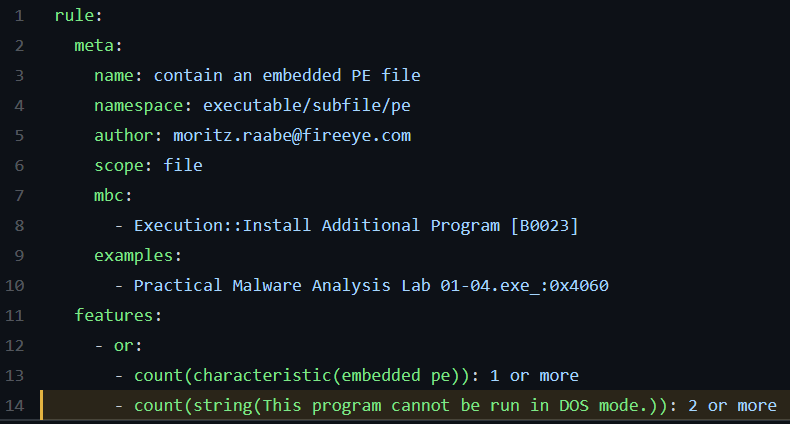 1 rule:
2 meta:
3 name: contain an embedded PE file
4 namespace: executable/subfile/pe
5 author: moritz.raabe@fireeye.com
6 scope: file
7 mbc:
8 - Execution::Install Additional Program [B0023]
9 examples:
10 - Practical Malware Analysis Lab 01-04.exe_:0x4060
11 features:
12 - or:
13 - count(characteristic(embedded pe)): 1 or more
14 - count(string(This program cannot be run in DOS mode.)): 2 or more